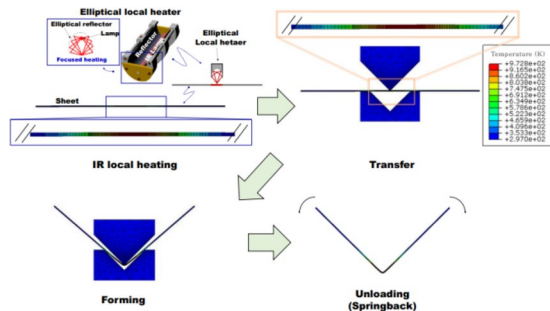 Elliptical local heater
Elliptical reflector
Lamp
Focused heating
Reflector
IR Lamp
Elliptical
Local hetaer
Sheet
IR local heating
Temperature (K)
+9.728e+02
+9.165e+02
+8.602e+02
+8.038e+02
+7.475e+02
+6.912e+02
+6.349e+02
+5.786e+02
+5.223e+02
+4.659e+02
+4.096e+02
+3.533e+02
+2.970e+02
Transfer
Forming
Unloading
(Springback)